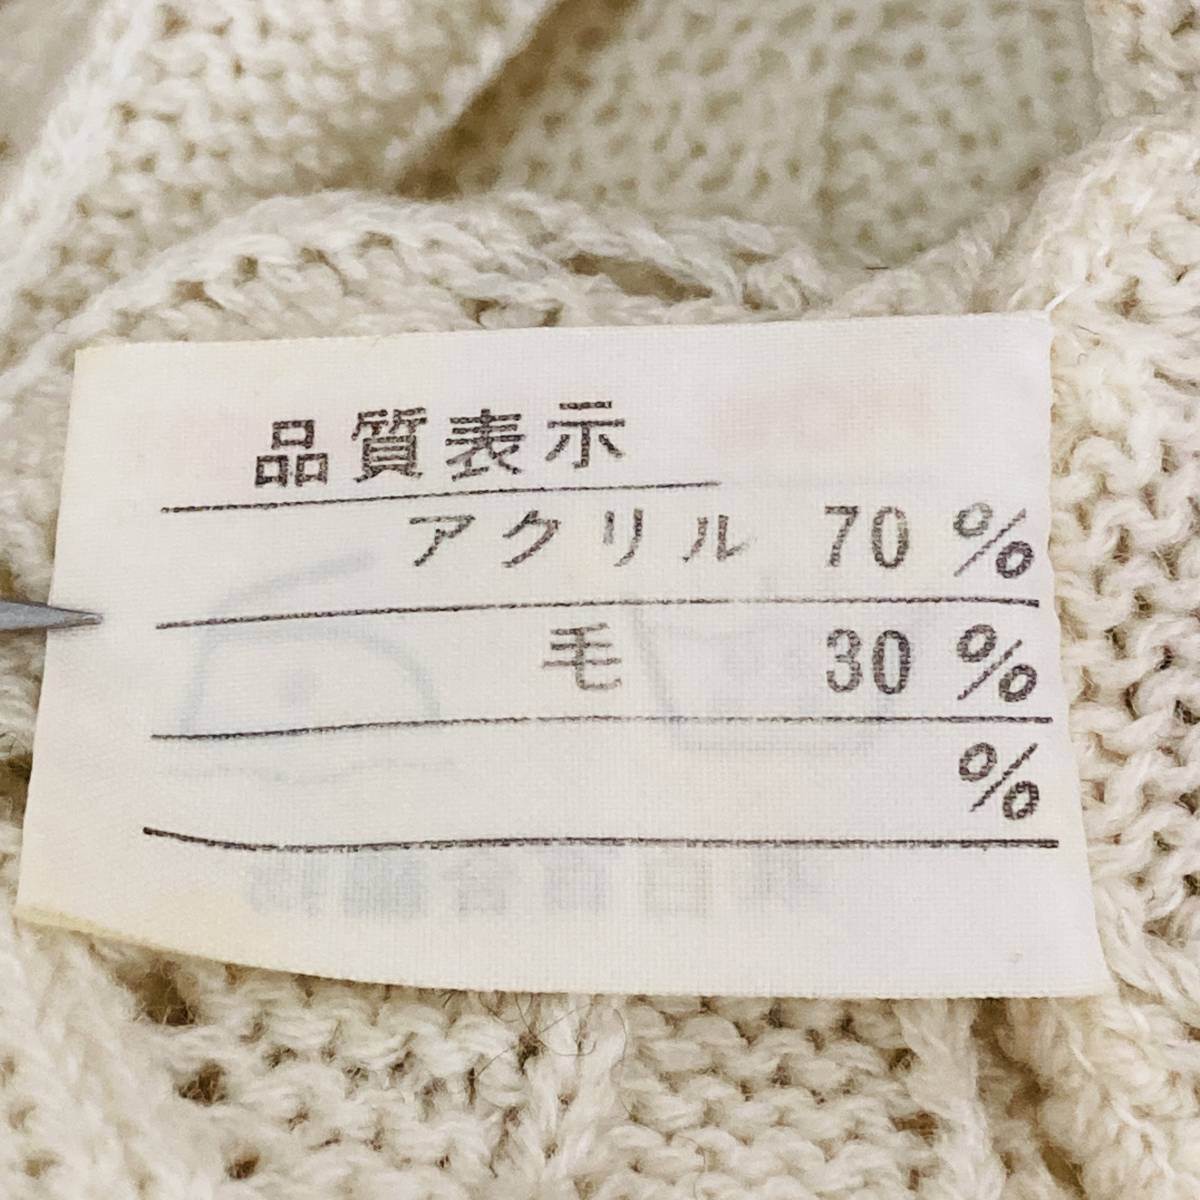 品質表示
アクリル 70 %
毛 30 %
%